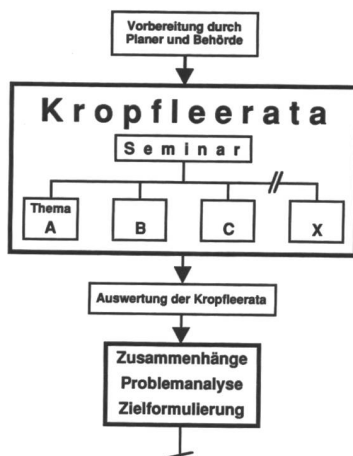 Vorbereitung durch
Planer und Behörde
Kropfleerata
Seminar
Thema
A
B
C
X
Auswertung der Kropfleerata
Zusammenhänge
Problemanalyse
Zielformulierung